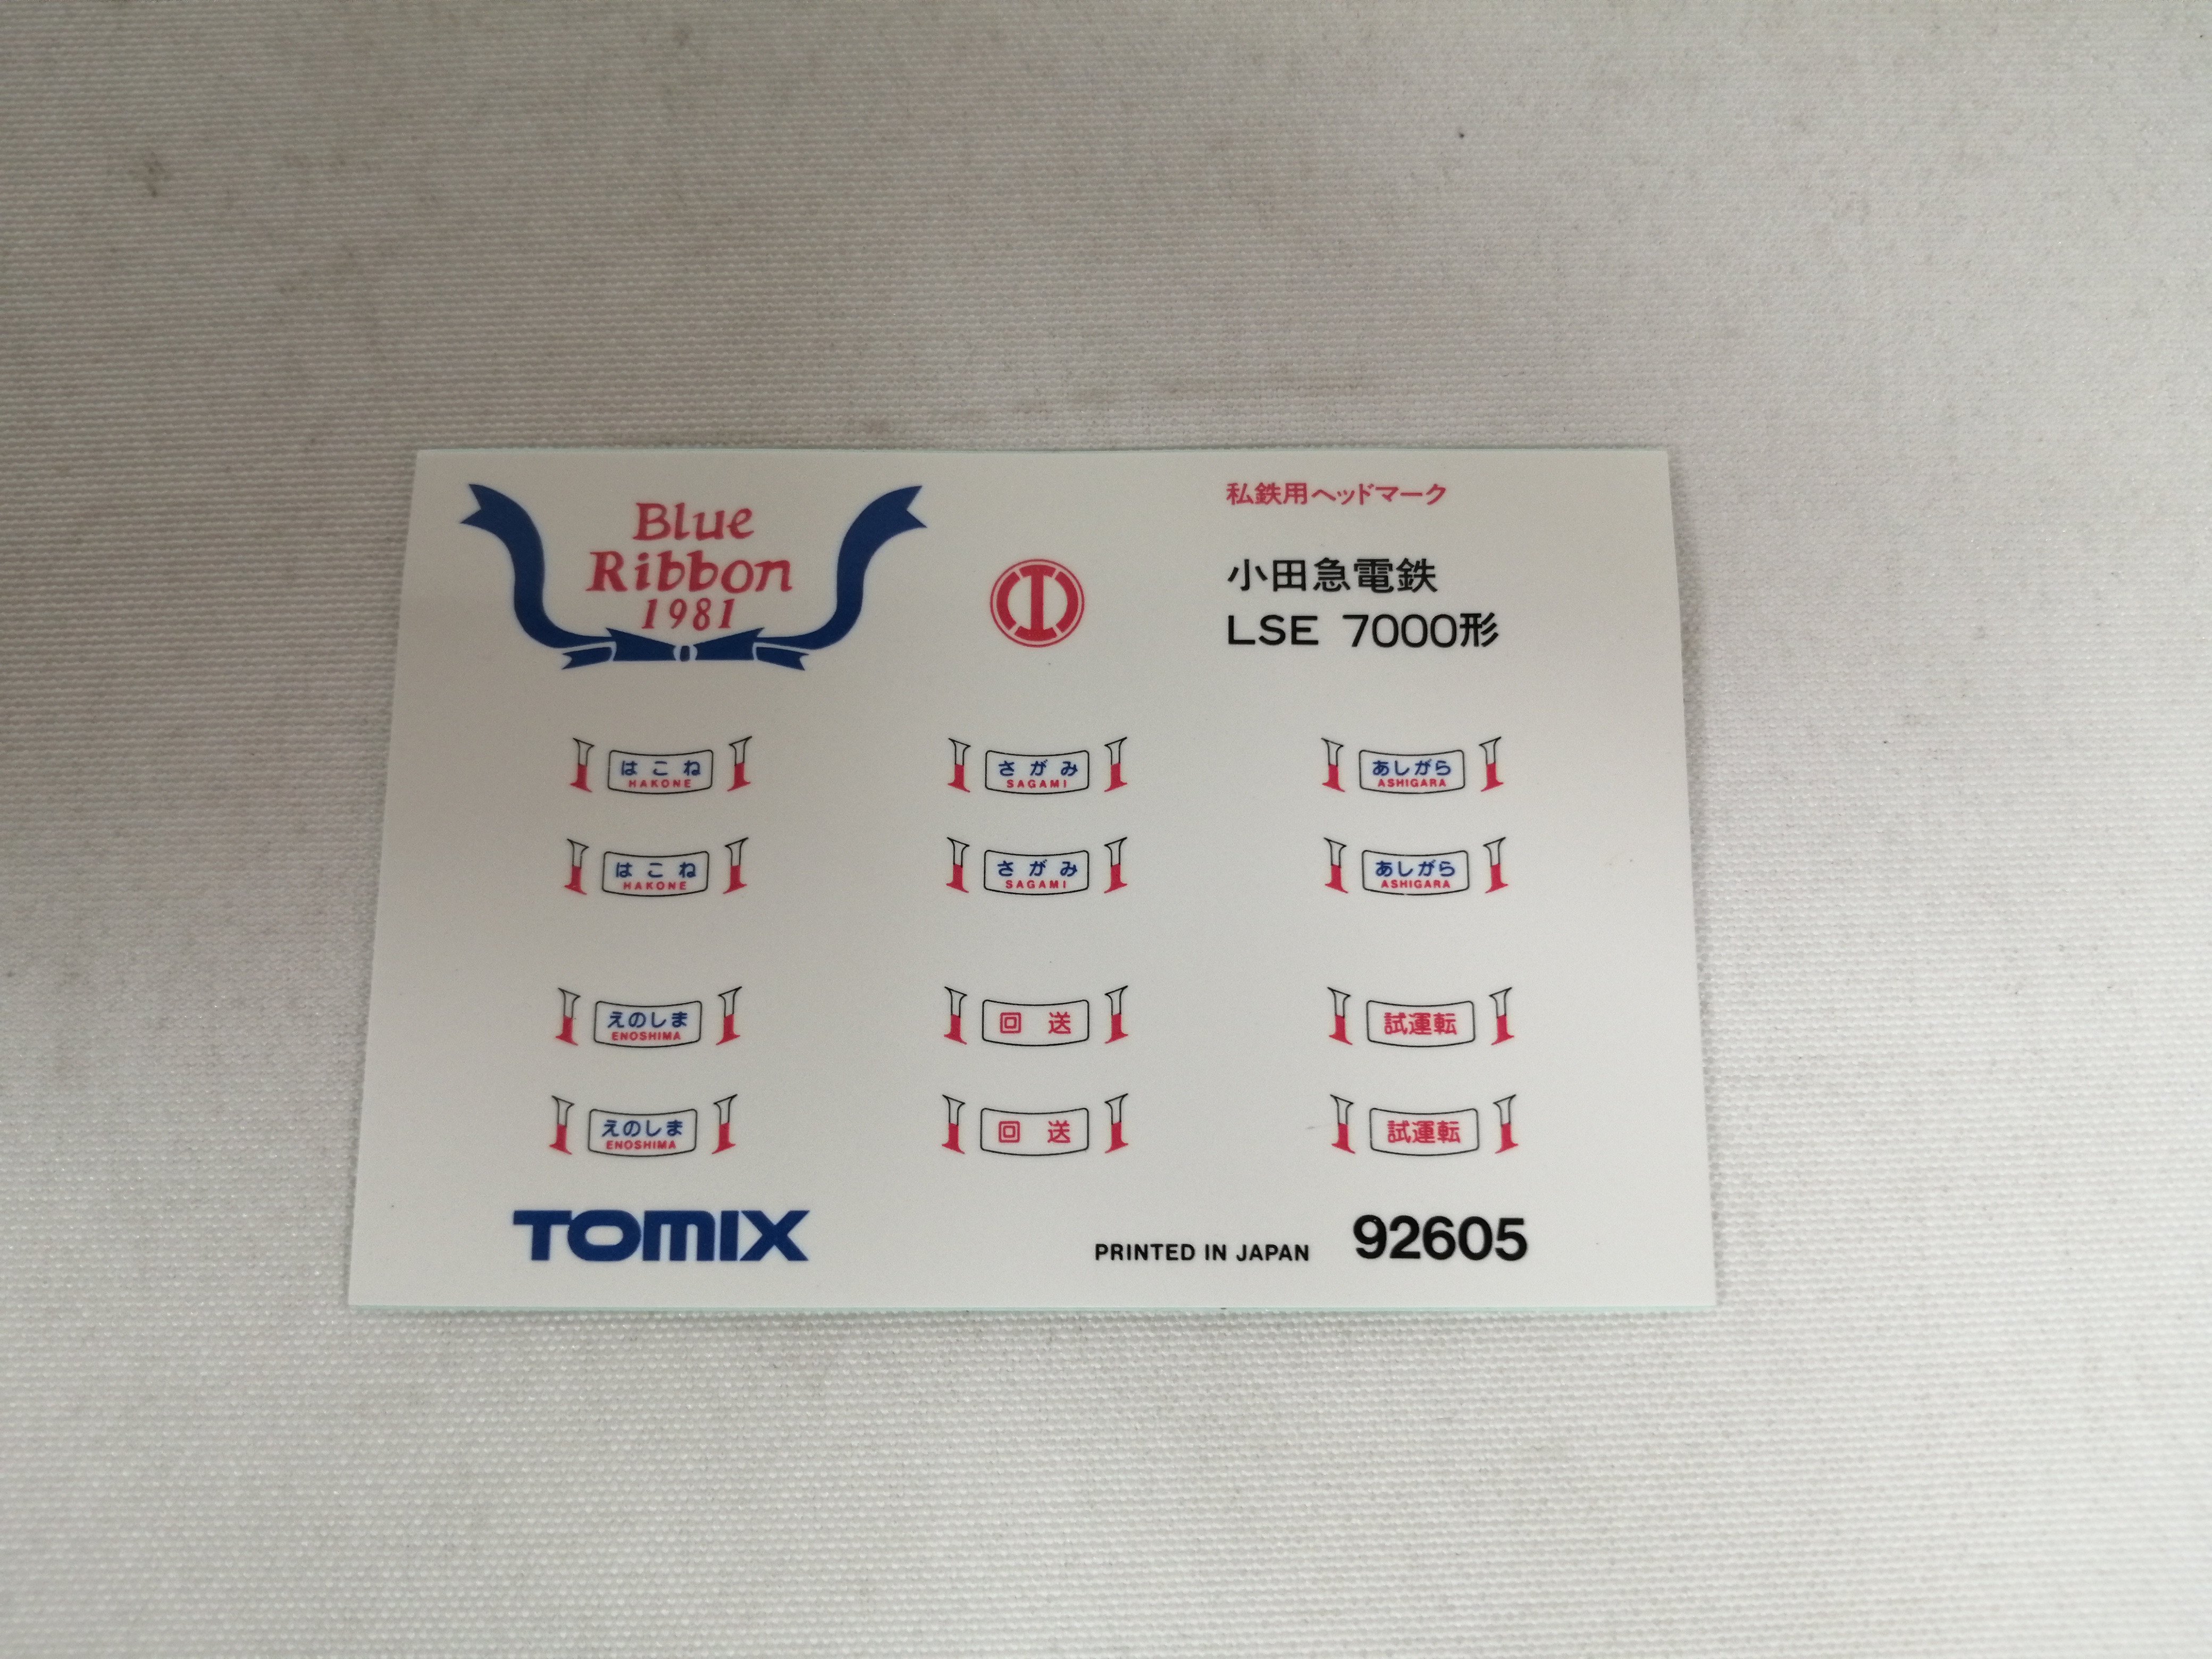 Blue
Ribbon
1981
私鉄用ヘッドマーク
小田急電鉄
LSE 7000形
はこね
HAKONE
さがみ
SAGAMI
あしがら
ASHIGARA
はこね
HAKONE
さがみ
SAGAMI
あしがら
ASHIGARA
えのしま
ENOSHIMA
回 送
試運転
えのしま
ENOSHIMA
回 送
試運転
TOMIX
PRINTED IN JAPAN
92605